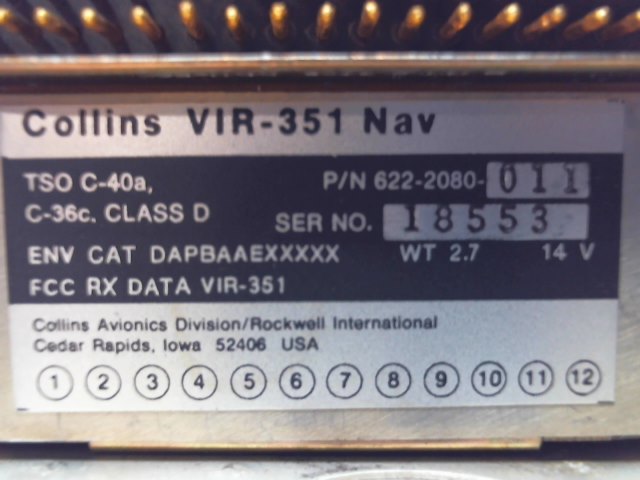 Collins VIR-351 Nav
TSO C-40a, P/N 622-2080-011
C-36c. CLASS D SER NO. 18553
ENV CAT DAPBAAEXXXXX WT 2.7 14 V
FCC RX DATA VIR-351
Collins Avionics Division/Rockwell International
Cedar Rapids, Iowa 52406 USA
1 2 3 4 5 6 7 8 9 10 11 12